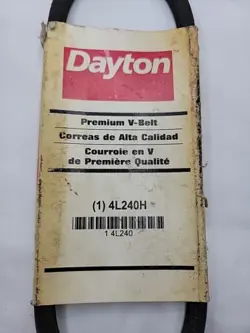 Dayton
Premium V-Belt
Correas de Alta Calidad
Courroie en V
de Première Qualité
(1) 4L240H
1 4L240